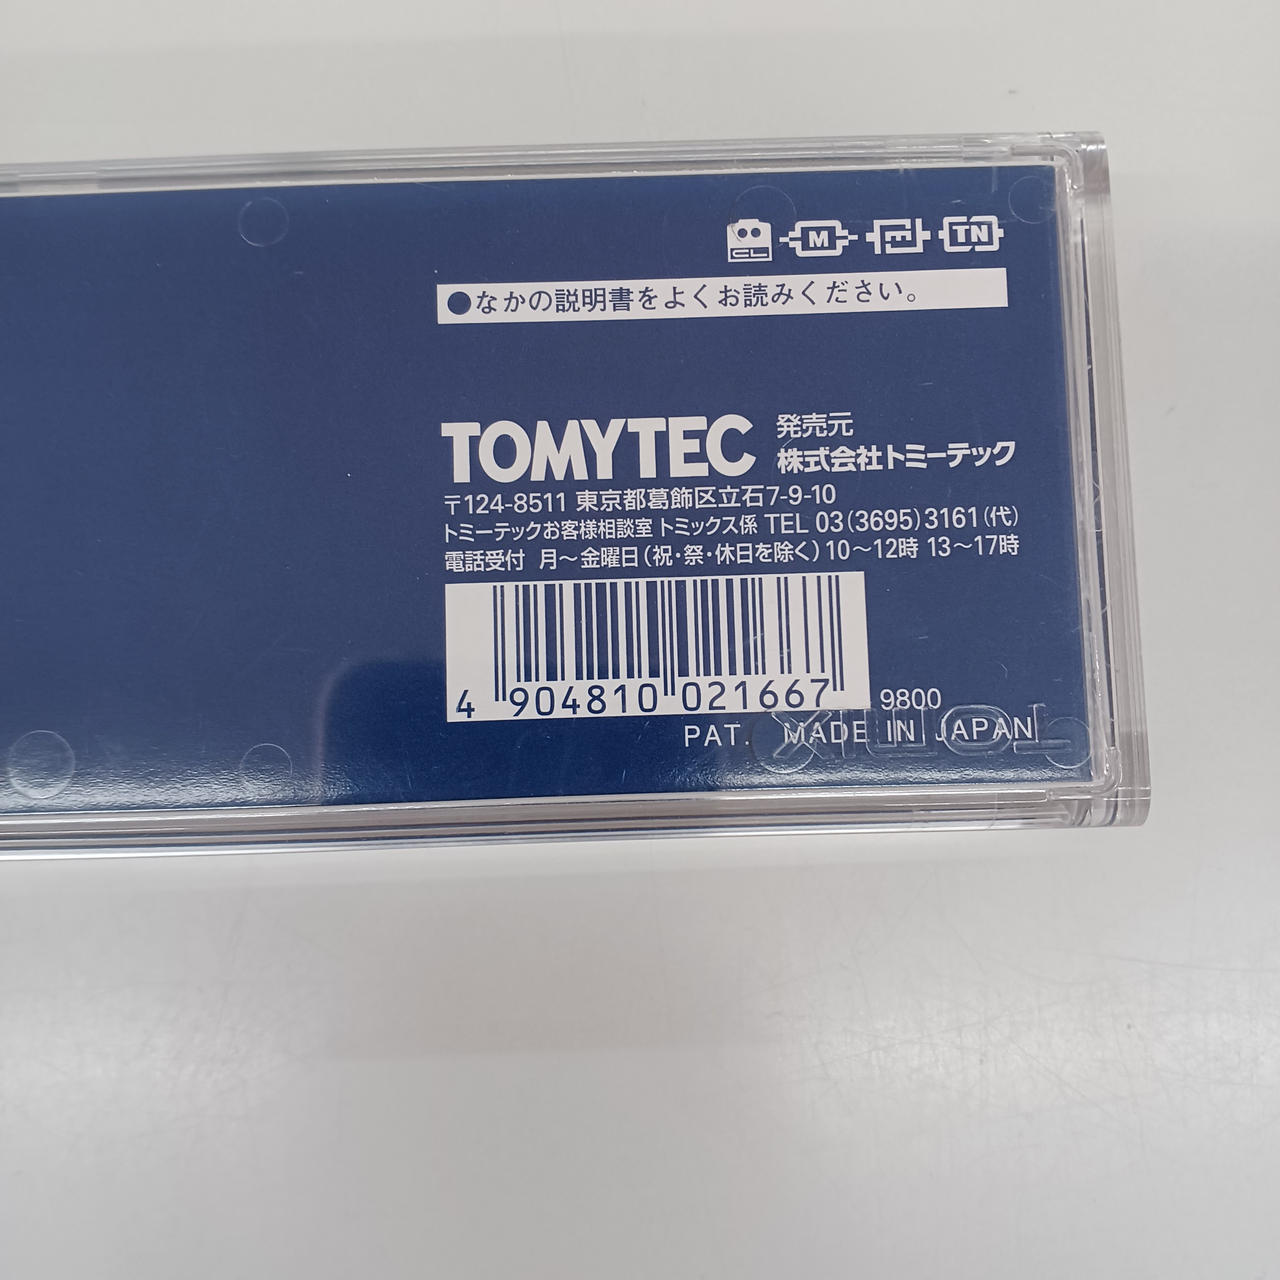 CL M E TN
●なかの説明書をよくお読みください。
TOMYTEC 発売元
株式会社トミーテック
〒124-8511 東京都葛飾区立石7-9-10
トミーテックお客様相談室 トミックス係 TEL 03(3695)3161(代)
電話受付 月～金曜日(祝・祭・休日を除く)10～12時 13～17時
4 904810 021667
9800
PAT. MADE IN JAPAN
TOMIX